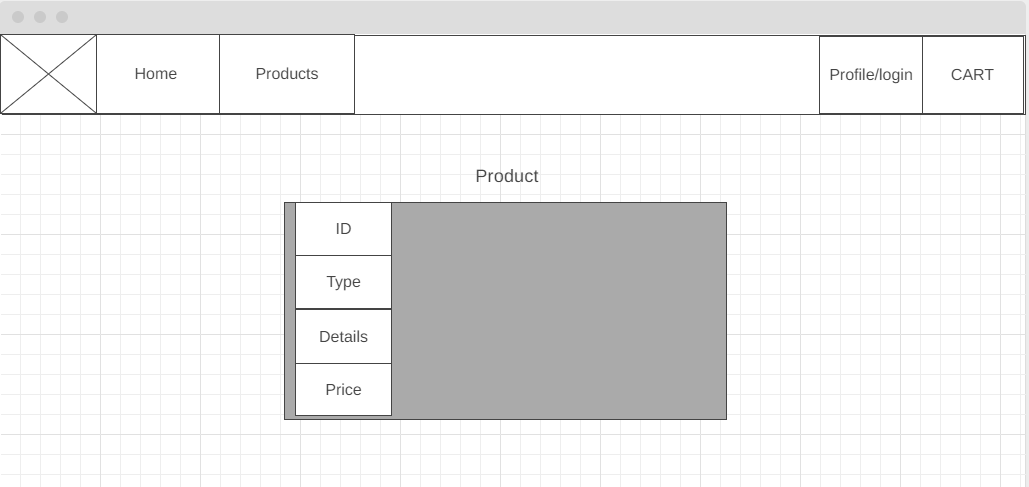 Home
Products
Profile/login
CART
Product
ID
Type
Details
Price